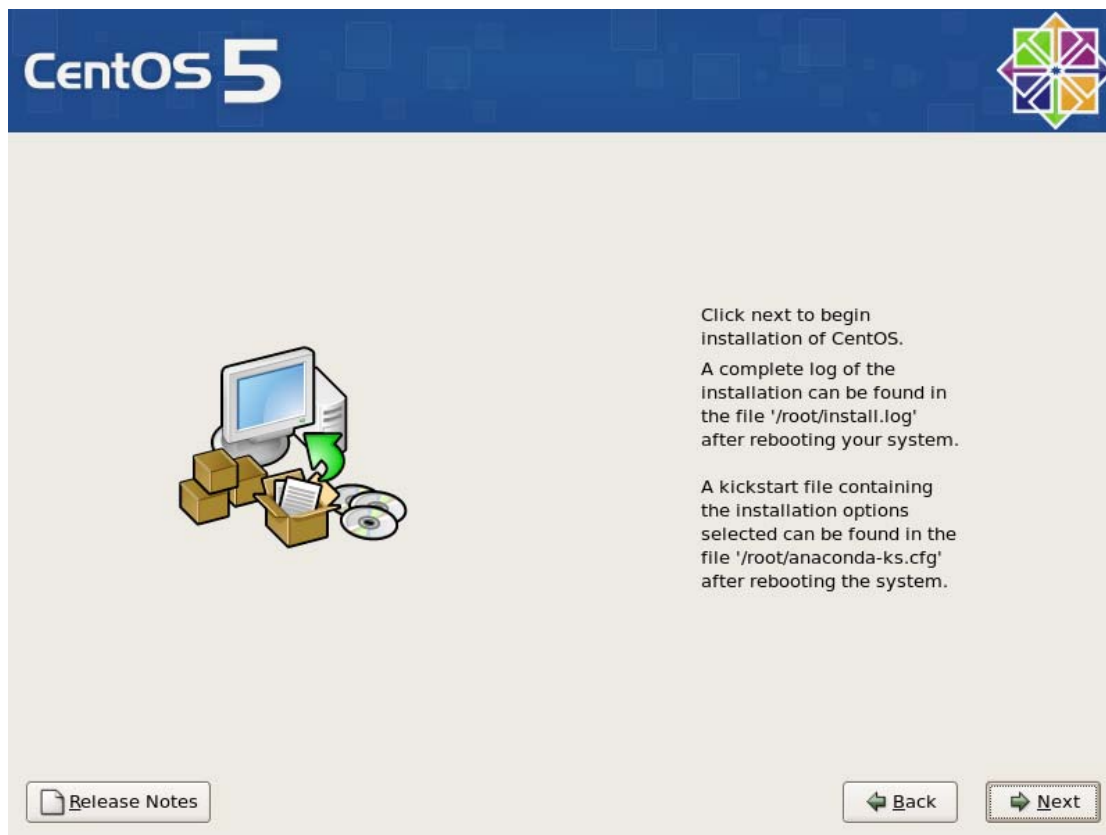 CentOS 5
Click next to begin
installation of CentOS.
A complete log of the
installation can be found in
the file '/root/install.log'
after rebooting your system.
A kickstart file containing
the installation options
selected can be found in the
file '/root/anaconda-ks.cfg'
after rebooting the system.
Release Notes
Back
Next